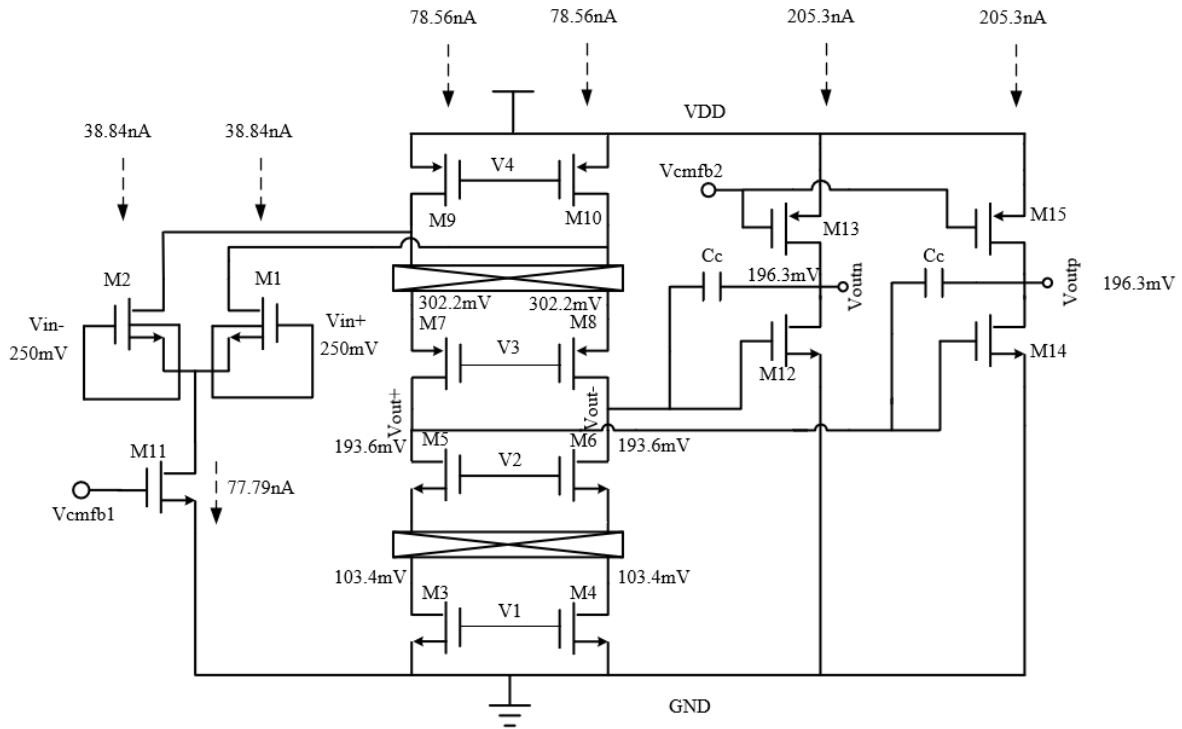 78.56nA 78.56nA 205.3nA 205.3nA
VDD
38.84nA 38.84nA
V4
Vcmfb2
M9 M10
M13 M15
M2 M1
Cc Cc
196.3mV Voutn Voutp 196.3mV
302.2mV 302.2mV
Vin- Vin+
250mV 250mV
M7 M8
V3
M12 M14
Vout+ Vout-
M5 M6
193.6mV 193.6mV
V2
M11
77.79nA
Vcmfb1
103.4mV 103.4mV
M3 M4
V1
GND